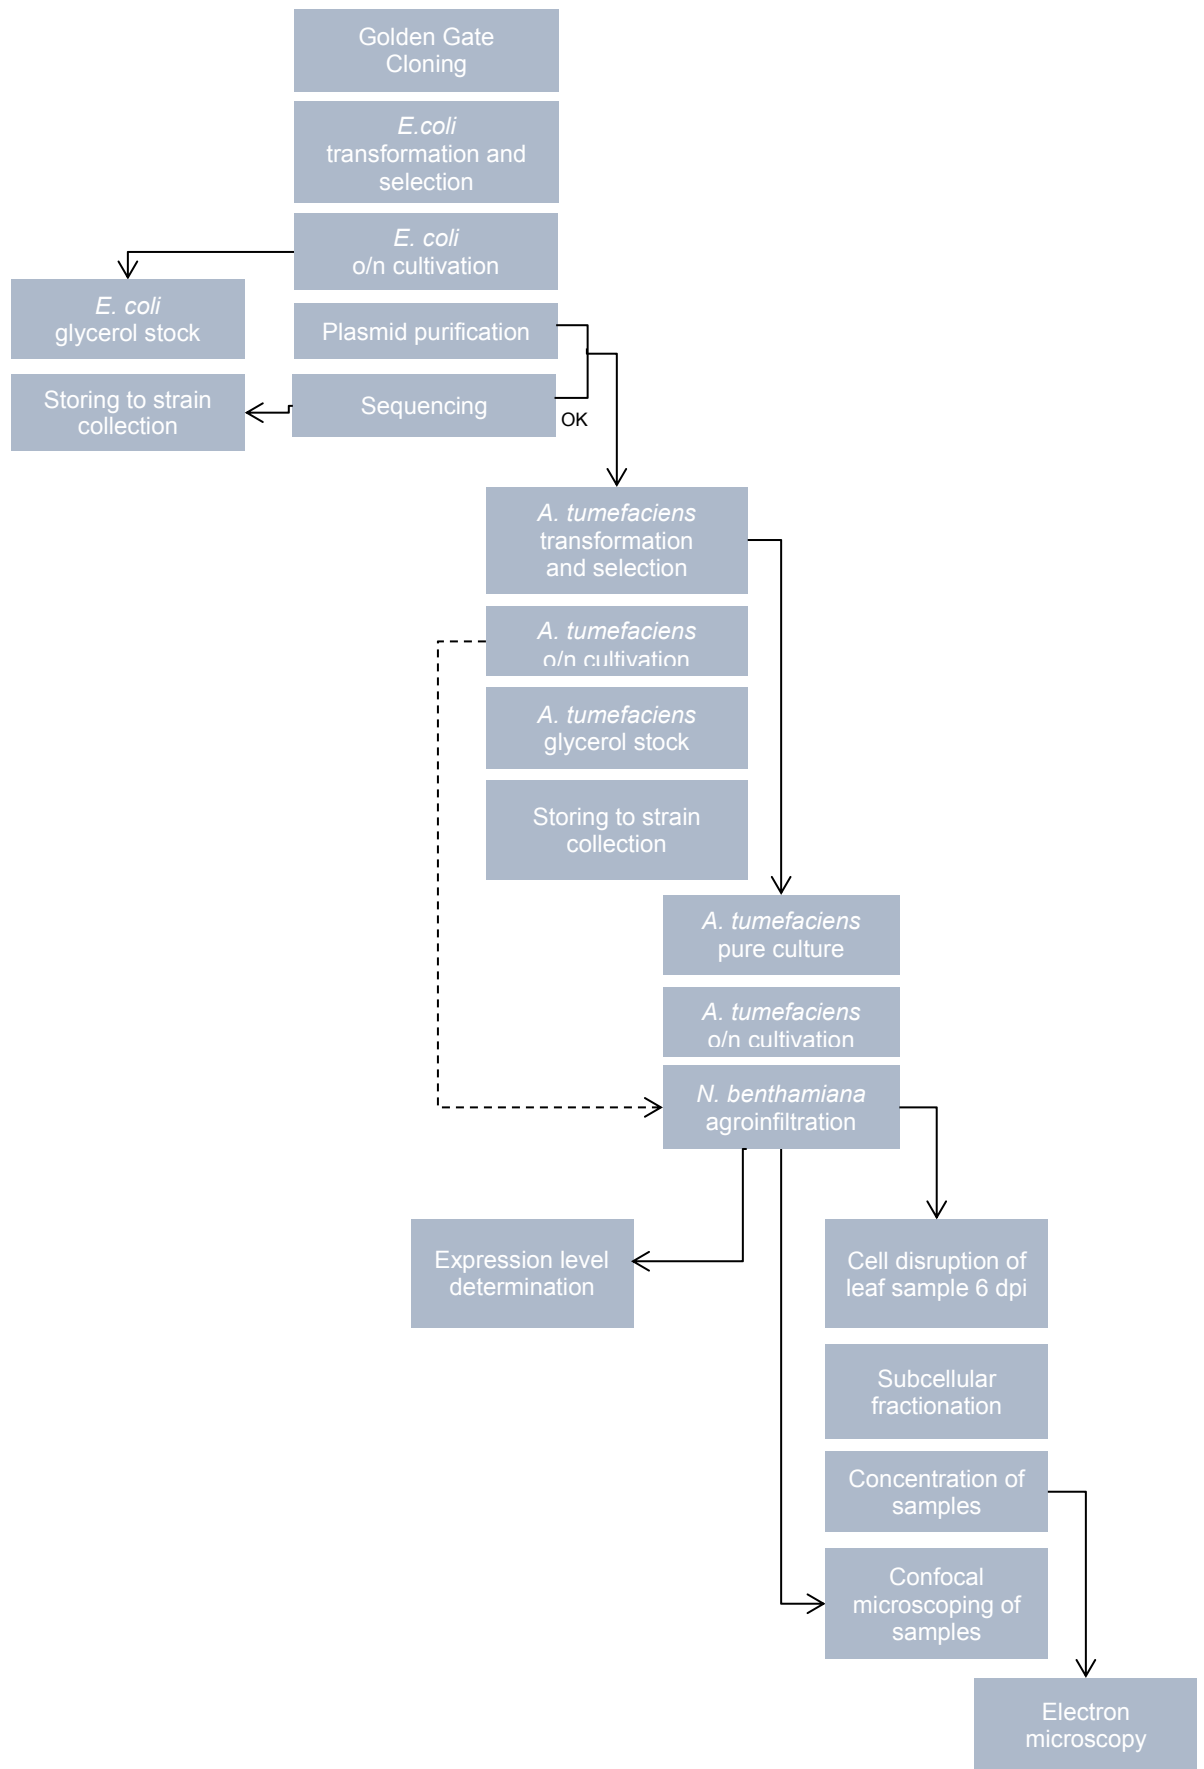 Golden Gate
Cloning
E.coli
transformation and
selection
E. coli
o/n cultivation
E. coli
glycerol stock
Plasmid purification
Storing to strain
collection
Sequencing
OK
A. tumefaciens
transformation
and selection
A. tumefaciens
o/n cultivation
A. tumefaciens
glycerol stock
Storing to strain
collection
A. tumefaciens
pure culture
A. tumefaciens
o/n cultivation
N. benthamiana
agroinfiltration
Expression level
determination
Cell disruption of
leaf sample 6 dpi
Subcellular
fractionation
Concentration of
samples
Confocal
microscoping of
samples
Electron
microscopy